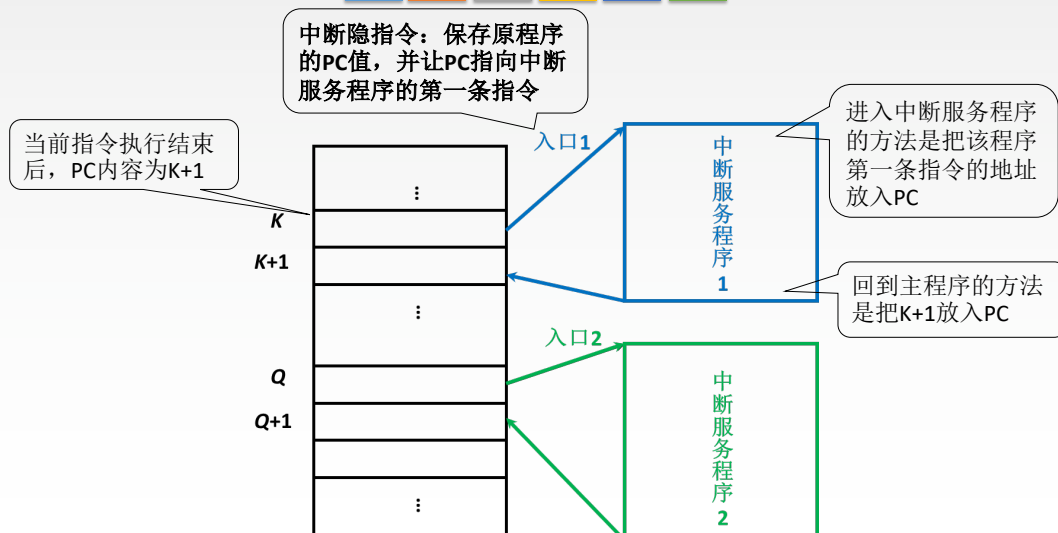 中断隐指令：保存原程序
的PC值，并让PC指向中断
服务程序的第一条指令
当前指令执行结束
后，PC内容为K+1
进入中断服务程序
的方法是把该程序
第一条指令的地址
放入PC
入口1
中断服务程序1
⋮
K
K+1
回到主程序的方法
是把K+1放入PC
⋮
入口2
中断服务程序2
Q
Q+1
⋮